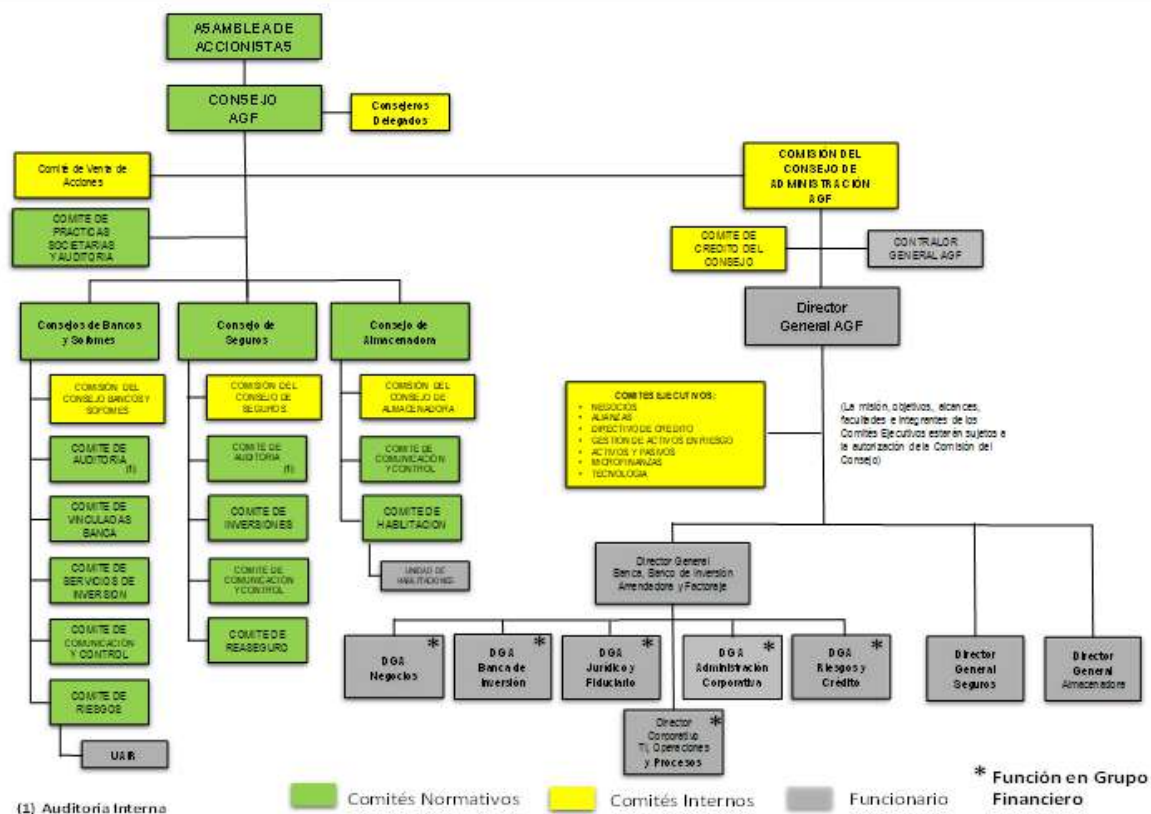 ASAMBLEA DE
ACCIONISTAS
CONSEJO
AGF
Consejeros
Delegados
Comité de Venta de
Acciones
COMISIÓN DEL
CONSEJO DE
ADMINISTRACIÓN
AGF
COMITE DE
PRACTICAS
SOCIETARIAS
Y AUDITORIA
COMITE DE
CREDITO DEL
CONSEJO
CONTRALOR
GENERAL AGF
Director
General AGF
Consejos de Bancos
y Sofomes
Consejo de
Seguros
Consejo de
Almacenadora
COMISIÓN DEL
CONSEJO BANCOS Y
SOFOMES
COMISIÓN DEL
CONSEJO DE
SEGUROS
COMISIÓN DEL
CONSEJO DE
ALMACENADORA
COMITES EJECUTIVOS:
• NEGOCIOS
• ALIANZAS
• DIRECTIVO DE CREDITO
• GESTIÓN DE ACTIVOS EN RIESGO
• ACTIVOS Y PASIVOS
• MICROFINANZAS
• TECNOLOGIA
(La misión, objetivos, alcances,
facultades e integrantes de los
Comités Ejecutivos estarán sujetos a
la autorización de la Comisión del
Consejo)
COMITE DE
AUDITORIA
(1)
COMITE DE
AUDITORIA
(1)
COMITE DE
COMUNICACIÓN
Y CONTROL
COMITE DE
VINCULADAS
BANCA
COMITE DE
INVERSIONES
COMITE DE
HABILITACION
COMITE DE
SERVICIOS DE
INVERSION
COMITE DE
COMUNICACIÓN
Y CONTROL
UNIDAD DE
HABILITACIONES
COMITE DE
COMUNICACIÓN
Y CONTROL
COMITE DE
REASEGURO
COMITE DE
RIESGOS
UAIR
Director General
Banca, Banco de Inversión
Arrendadora y Factoraje
DGA *
Negocios
DGA *
Banca de
Inversión
DGA *
Jurídico y
Fiduciario
DGA *
Administración
Corporativa
DGA *
Riesgos y
Crédito
Director
General
Seguros
Director
General
Almacenadora
Director *
Corporativo
TI, Operaciones
y Procesos
(1) Auditoria Interna
Comités Normativos
Comités Internos
Funcionario
* Función en Grupo
Financiero